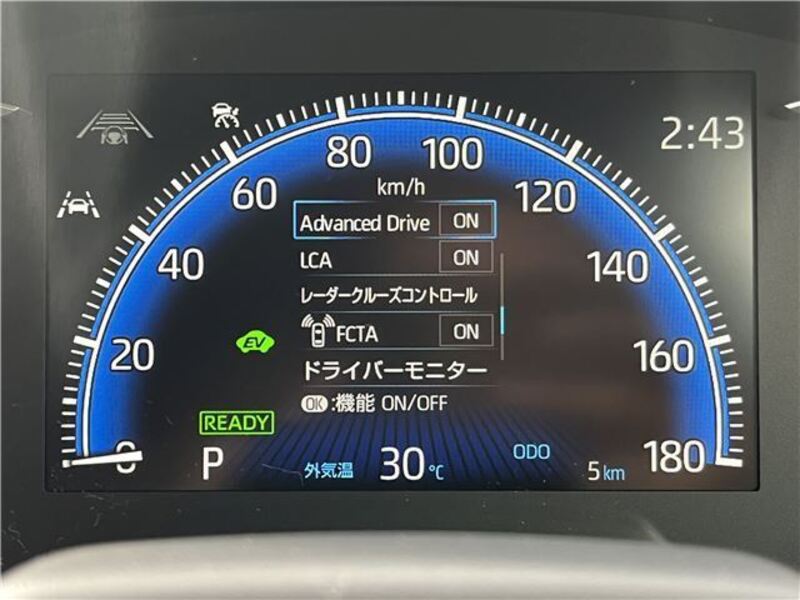 2:43
80
100
km/h
60
120
Advanced Drive ON
LCA ON
40
140
レーダークルーズコントロール
FCTA ON
EV
20
160
ドライバーモニター
OK:機能 ON/OFF
READY
0
180
P
外気温 30℃
ODO
5km